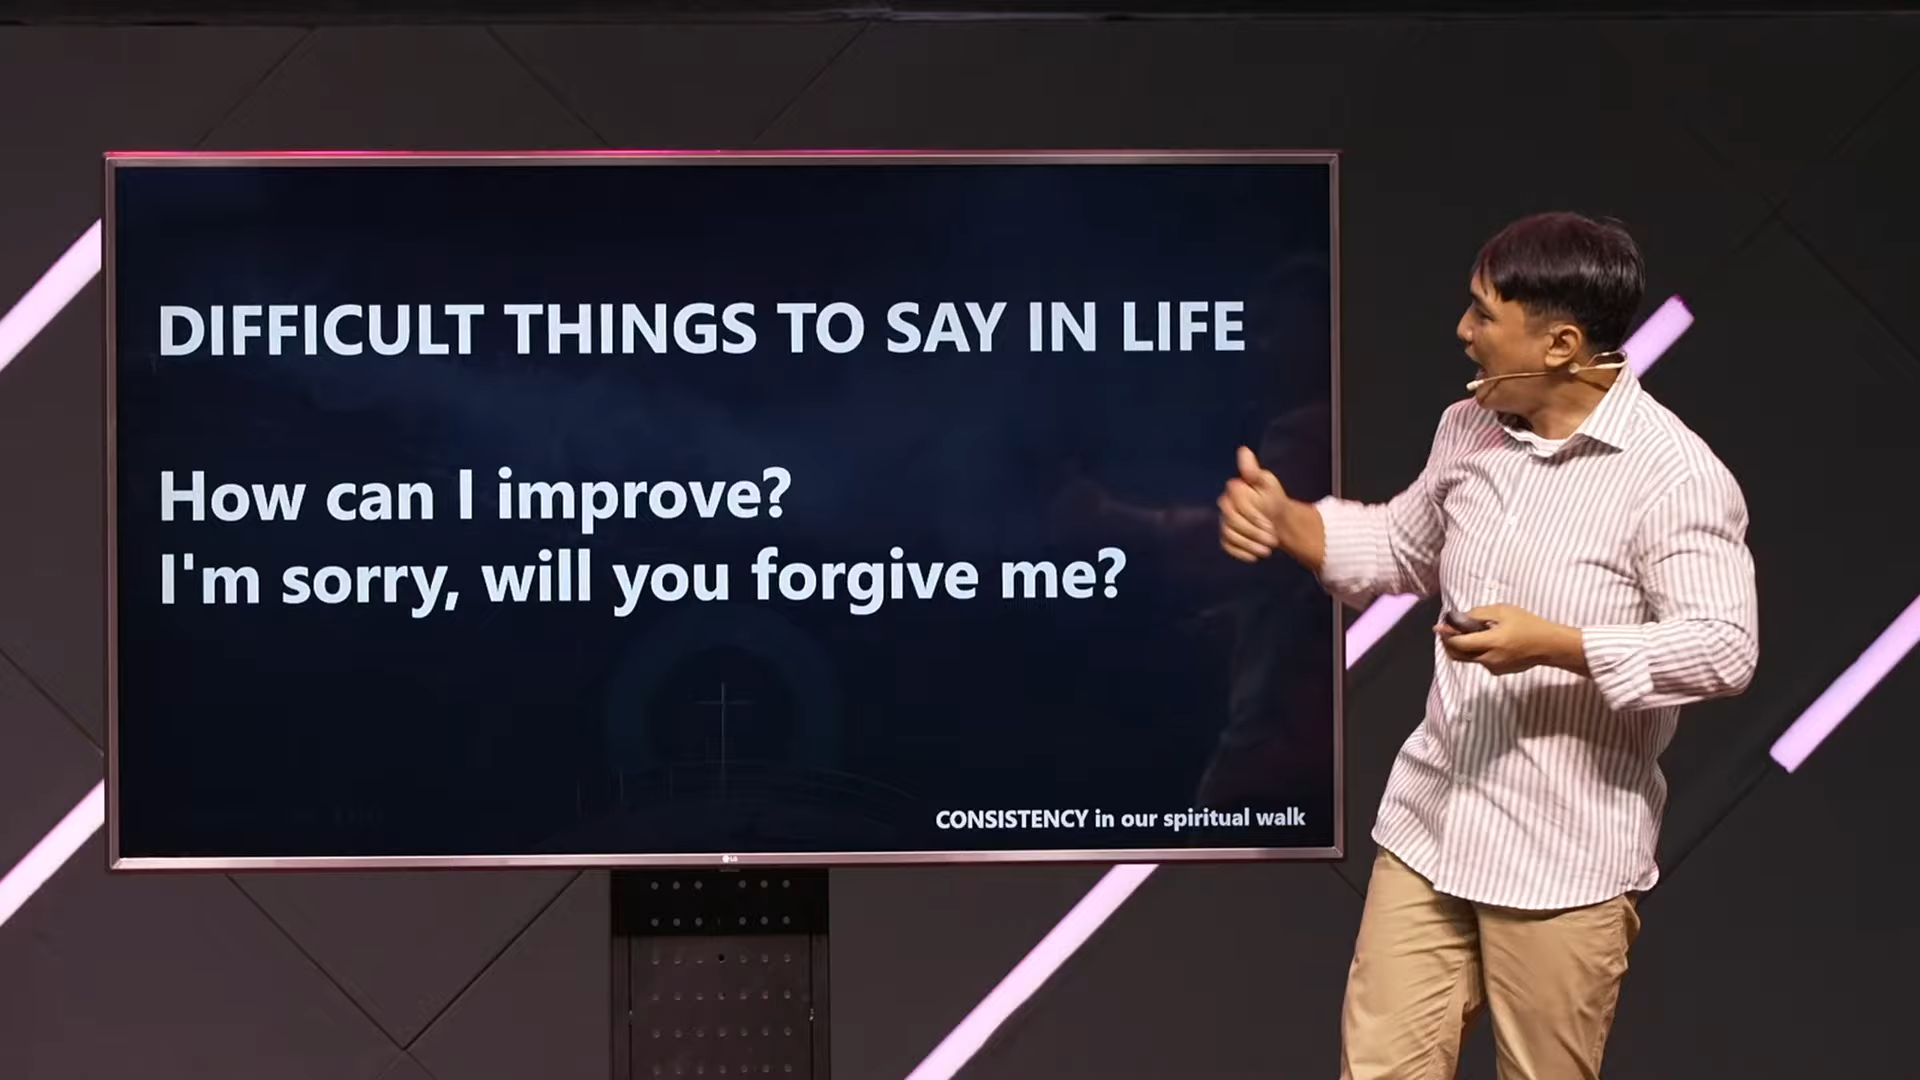 DIFFICULT THINGS TO SAY IN LIFE
How can I improve?
I'm sorry, will you forgive me?
CONSISTENCY in our spiritual walk
LG